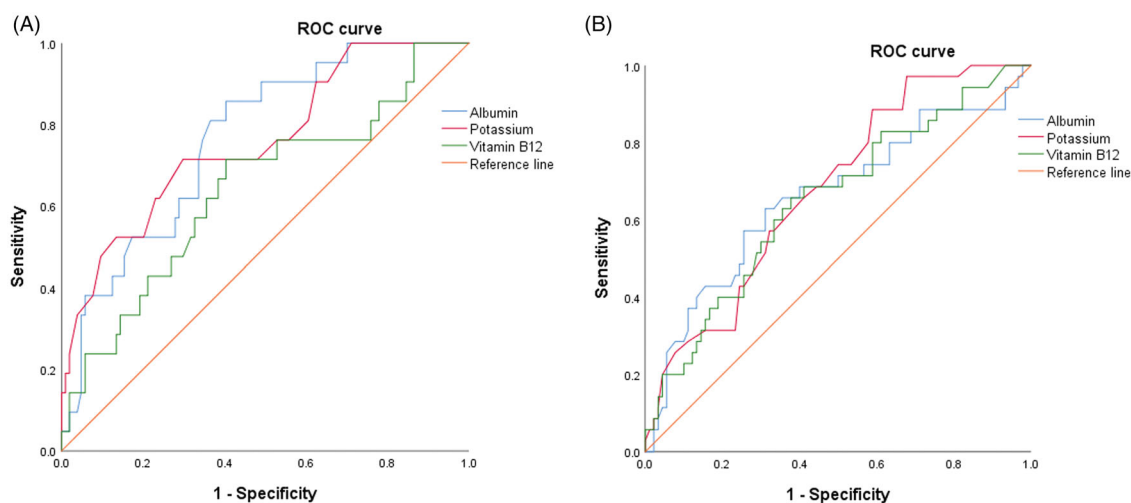 (A)
ROC curve
1.0
0.8
0.6
0.4
0.2
0.0
Sensitivity
Albumin
Potassium
Vitamin B12
Reference line
0.0 0.2 0.4 0.6 0.8 1.0
1 - Specificity
(B)
ROC curve
1.0
0.8
0.6
0.4
0.2
0.0
Sensitivity
Albumin
Potassium
Vitamin B12
Reference line
0.0 0.2 0.4 0.6 0.8 1.0
1 - Specificity